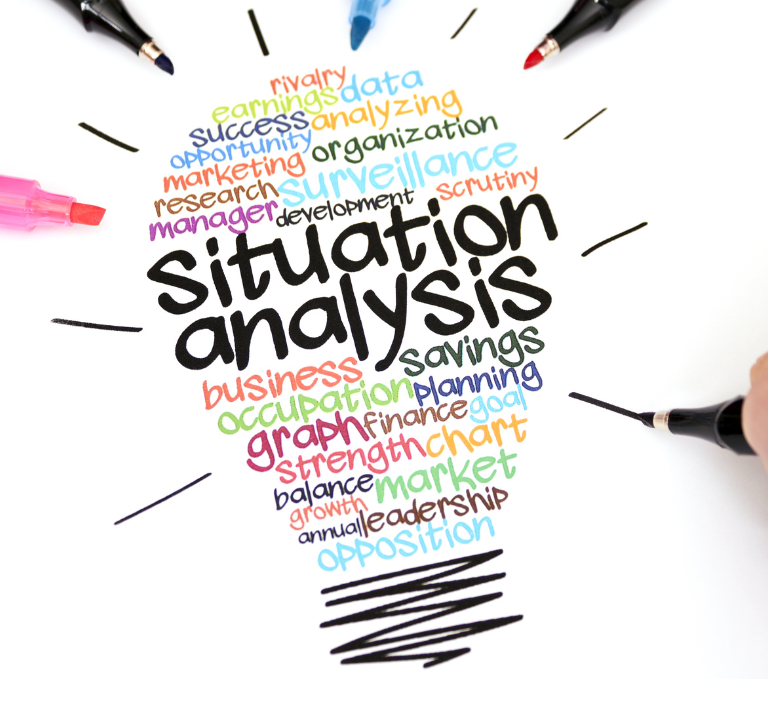 rivalry
earnings data
success analyzing
opportunity organization
marketing surveillance
research scrutiny
manager development
situation
analysis
business savings
occupation planning
graph finance goal
strength chart
balance market
growth
annual leadership
opposition